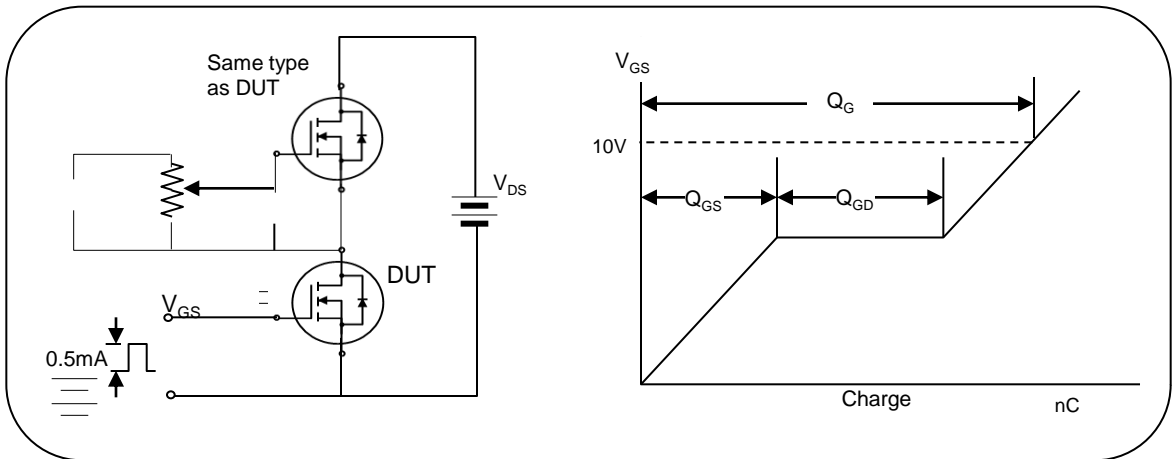 Same type
as DUT
V_DS
DUT
V_GS
0.5mA
V_GS
Q_G
10V
Q_GS
Q_GD
Charge
nC